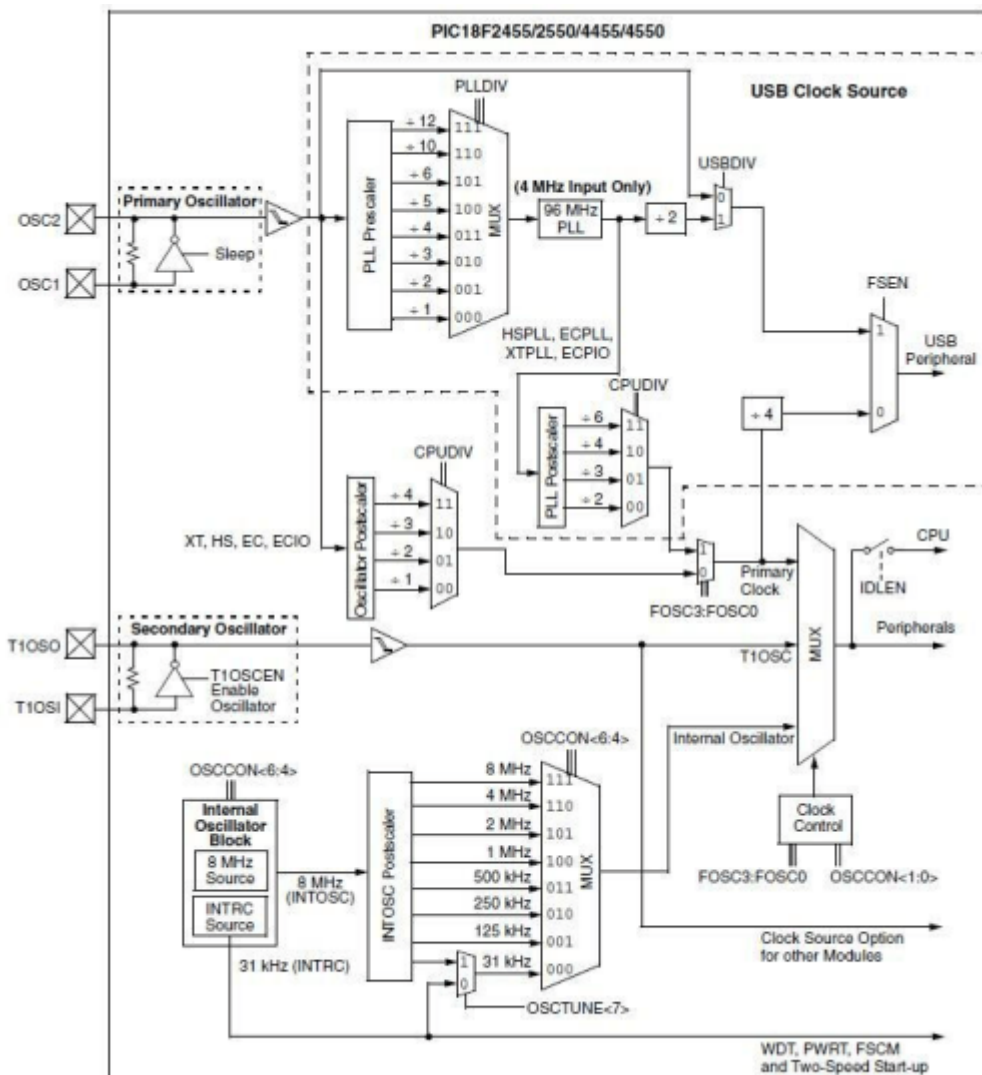 PIC18F2455/2550/4455/4550
USB Clock Source
PLLDIV
PLL Prescaler
÷ 12
÷ 10
÷ 6
÷ 5
÷ 4
÷ 3
÷ 2
÷ 1
111
110
101
100
011
010
001
000
MUX
(4 MHz Input Only)
96 MHz
PLL
÷ 2
USBDIV
0
1
FSEN
1
0
USB
Peripheral
÷ 4
OSC2
OSC1
Primary Oscillator
Sleep
HSPLL, ECPLL,
XTPLL, ECPIO
CPUDIV
PLL Postscaler
÷ 6
÷ 4
÷ 3
÷ 2
11
10
01
00
CPUDIV
XT, HS, EC, ECIO
Oscillator Postscaler
÷ 4
÷ 3
÷ 2
÷ 1
11
10
01
00
1
0
FOSC3:FOSC0
Primary
Clock
MUX
IDLEN
CPU
Peripherals
T1OSO
T1OSI
Secondary Oscillator
T1OSCEN
Enable
Oscillator
T1OSC
Internal Oscillator
OSCCON<6:4>
Internal
Oscillator
Block
8 MHz
Source
INTRC
Source
8 MHz
(INTOSC)
31 kHz (INTRC)
INTOSC Postscaler
OSCCON<6:4>
8 MHz
4 MHz
2 MHz
1 MHz
500 kHz
250 kHz
125 kHz
31 kHz
111
110
101
100
011
010
001
000
MUX
1
0
OSCTUNE<7>
Clock
Control
FOSC3:FOSC0
OSCCON<1:0>
Clock Source Option
for other Modules
WDT, PWRT, FSCM
and Two-Speed Start-up